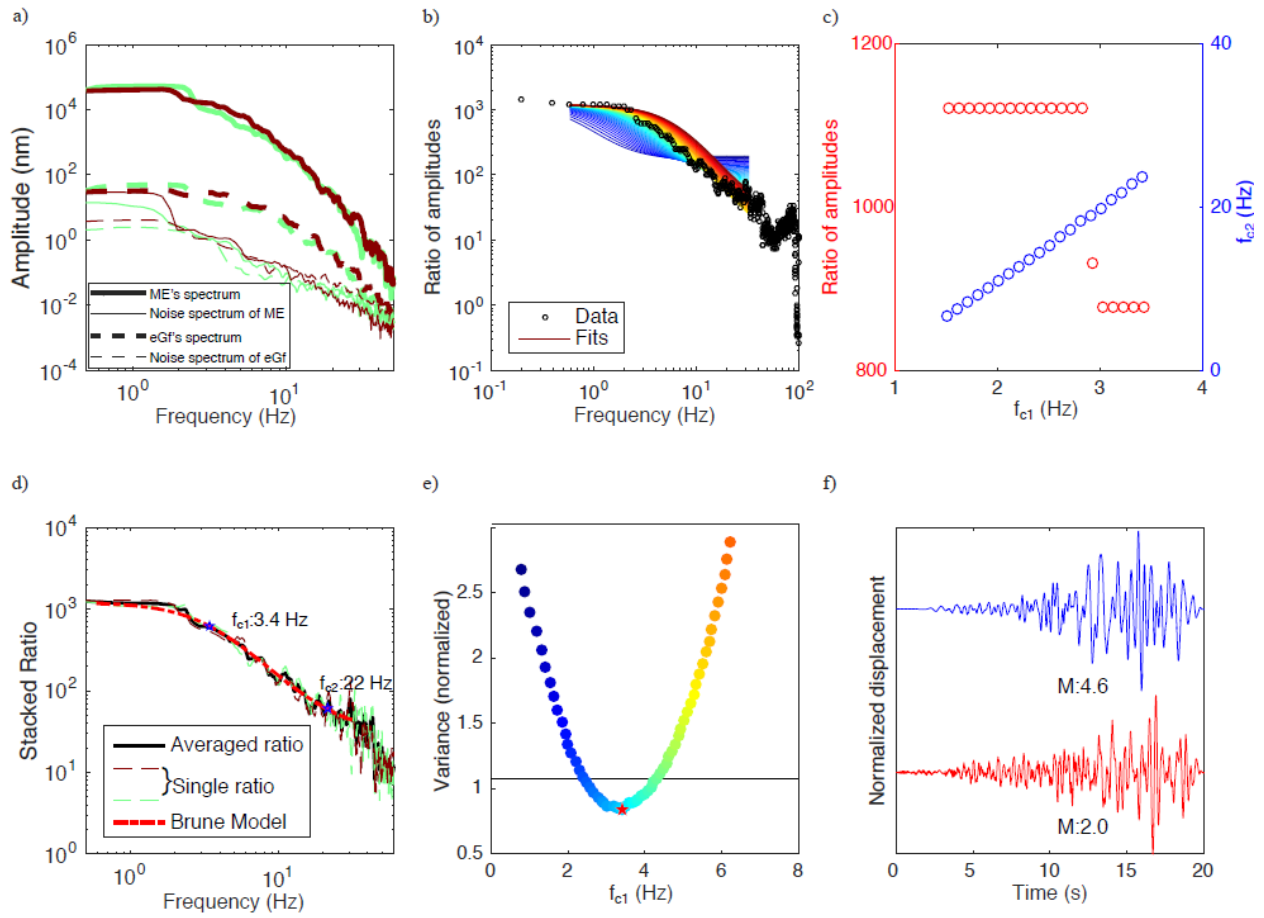 a)
10^6
10^4
10^2
10^0
10^-2
10^-4
Amplitude (nm)
ME's spectrum
Noise spectrum of ME
eGf's spectrum
Noise spectrum of eGf
10^0 10^1
Frequency (Hz)
b)
10^4
10^3
10^2
10^1
10^0
10^-1
Ratio of amplitudes
Data
Fits
10^-1 10^0 10^1 10^2
Frequency (Hz)
c)
1200
1000
800
Ratio of amplitudes
40
20
0
f_c2 (Hz)
1 2 3 4
f_c1 (Hz)
d)
10^4
10^3
10^2
10^1
10^0
Stacked Ratio
f_c1:3.4 Hz
f_c2:22 Hz
Averaged ratio
}Single ratio
Brune Model
10^0 10^1
Frequency (Hz)
e)
2.5
2
1.5
1
0.5
Variance (normalized)
0 2 4 6 8
f_c1 (Hz)
f)
Normalized displacement
M:4.6
M:2.0
0 5 10 15 20
Time (s)